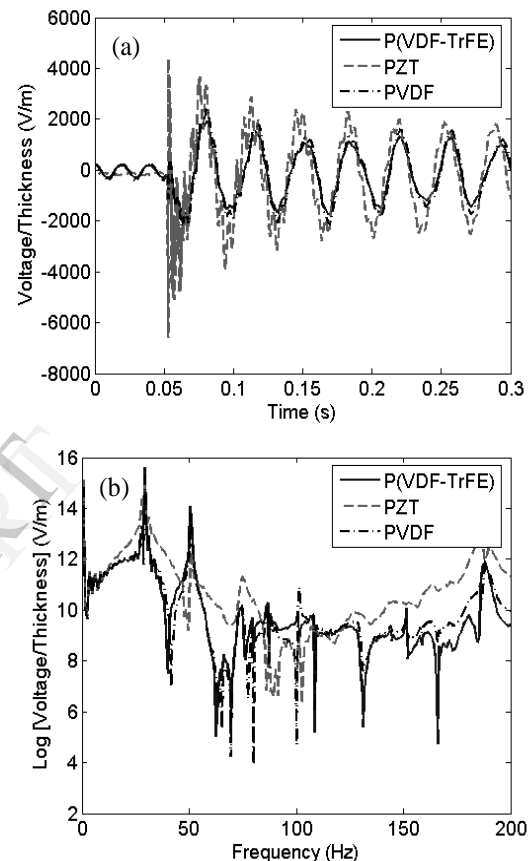 (a)
P(VDF-TrFE)
PZT
PVDF
Voltage/Thickness (V/m)
6000
4000
2000
0
-2000
-4000
-6000
-8000
0
0.05
0.1
0.15
0.2
0.25
0.3
Time (s)
(b)
P(VDF-TrFE)
PZT
PVDF
Log [Voltage/Thickness] (V/m)
16
14
12
10
8
6
4
2
0
50
100
150
200
Frequency (Hz)